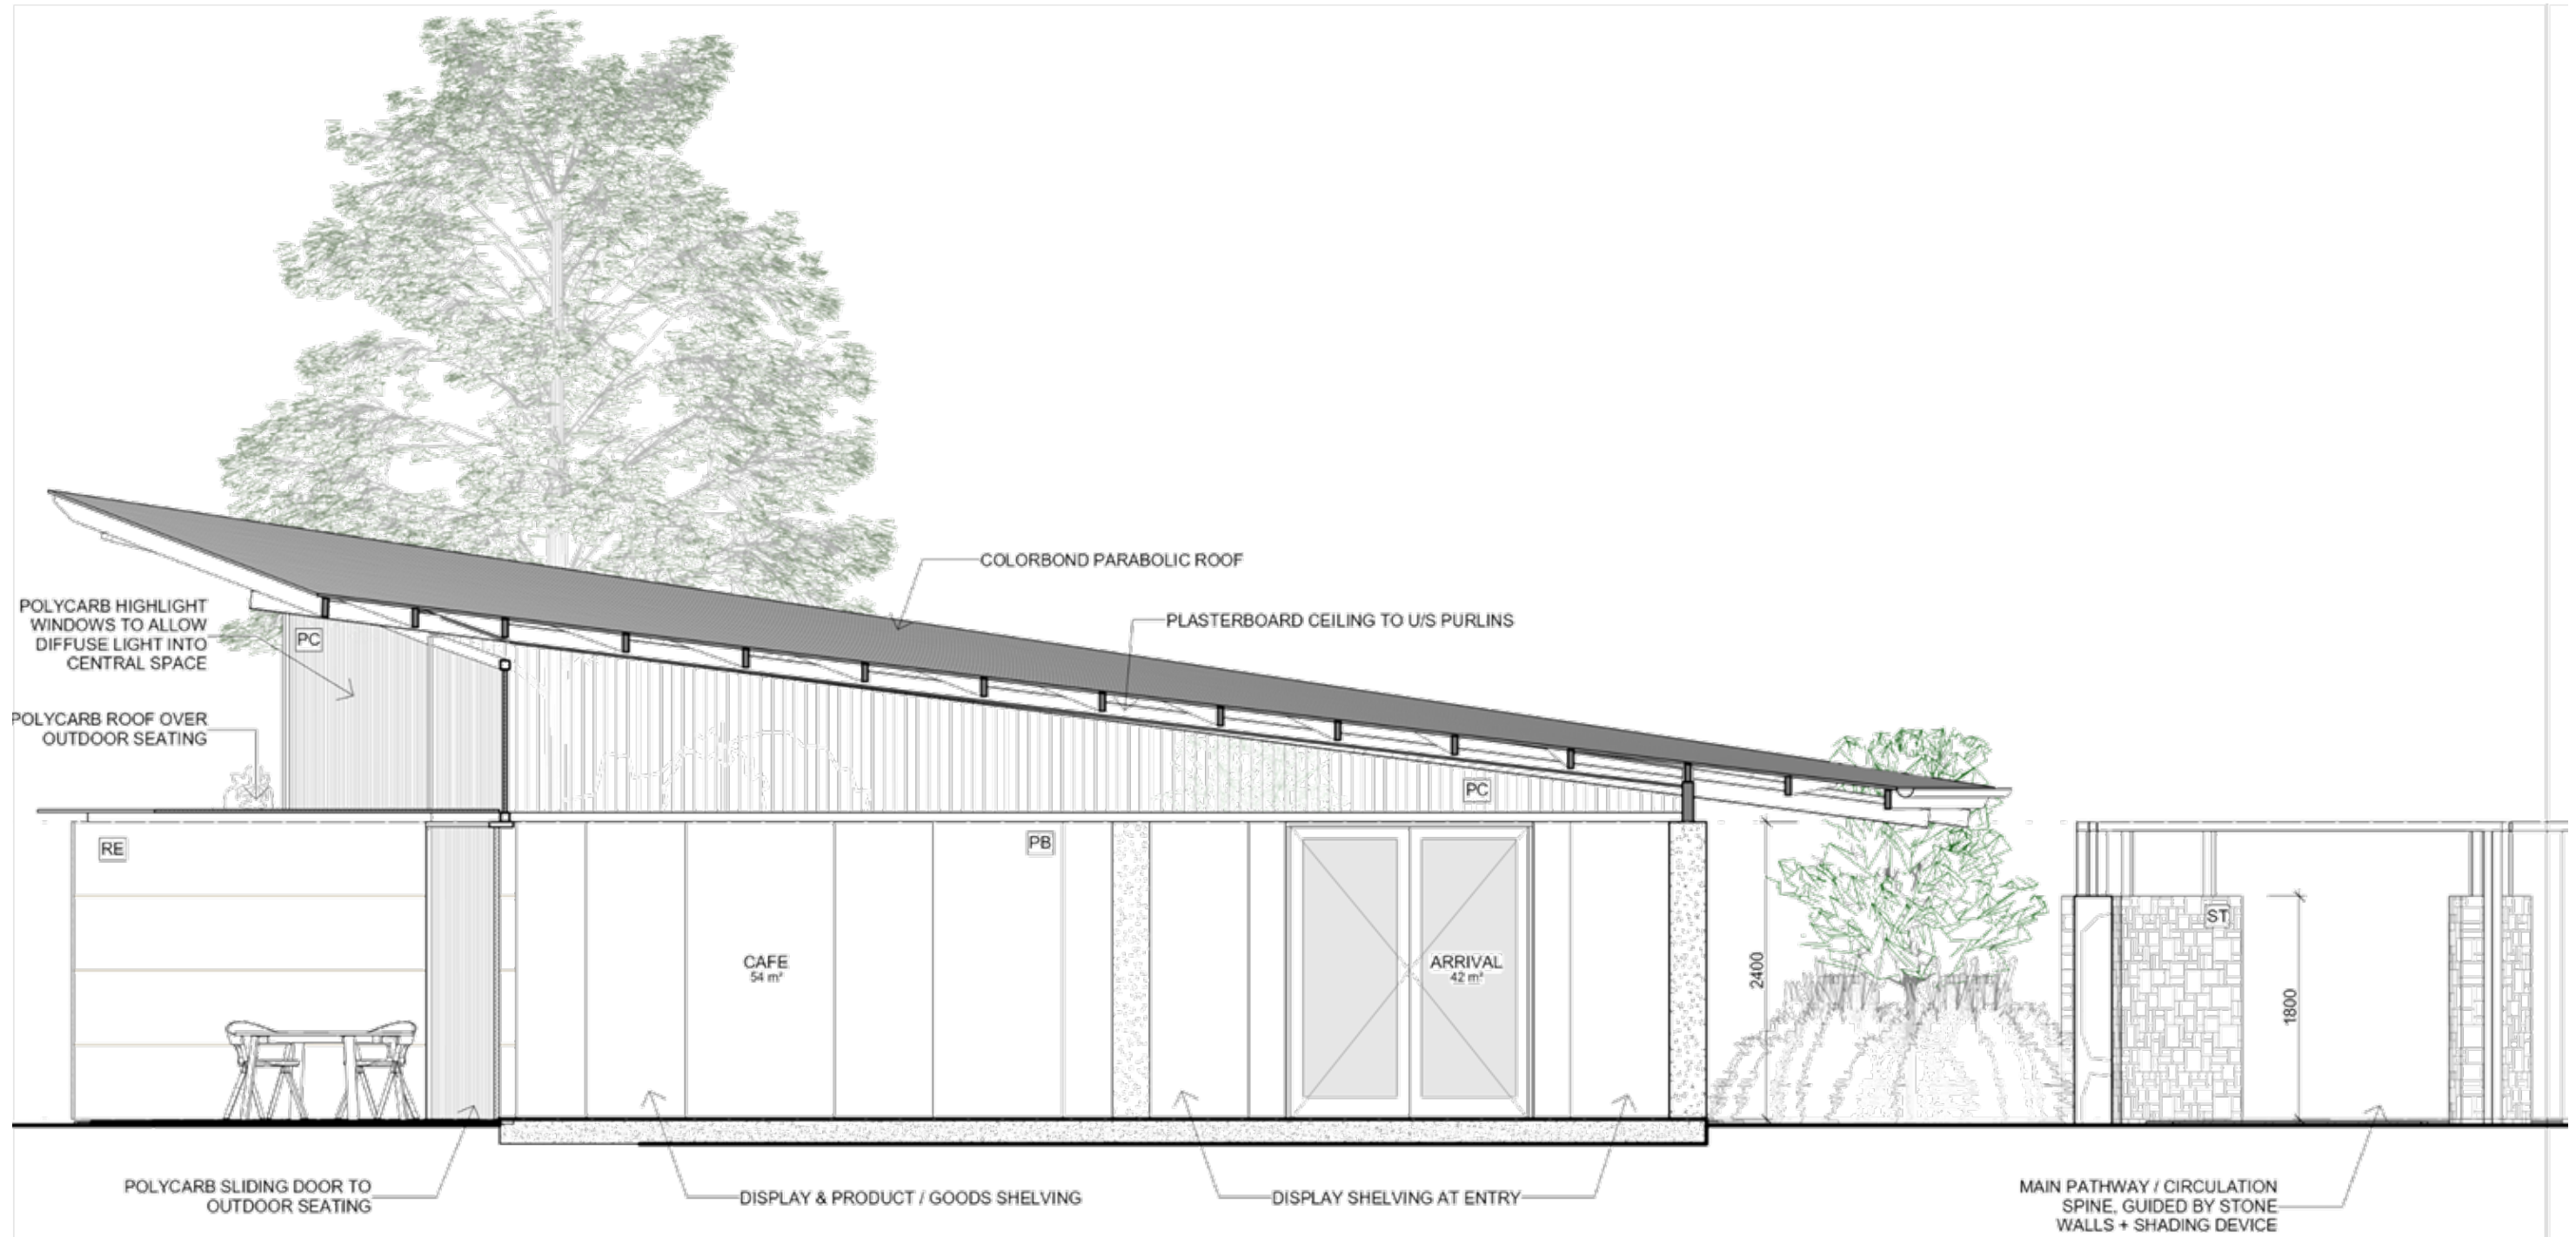 COLORBOND PARABOLIC ROOF
POLYCARB HIGHLIGHT
WINDOWS TO ALLOW
DIFFUSE LIGHT INTO
CENTRAL SPACE
PC
PLASTERBOARD CEILING TO U/S PURLINS
POLYCARB ROOF OVER
OUTDOOR SEATING
PC
RE
PB
ST
CAFE
54 m²
ARRIVAL
42 m²
2400
1800
POLYCARB SLIDING DOOR TO
OUTDOOR SEATING
DISPLAY & PRODUCT / GOODS SHELVING
DISPLAY SHELVING AT ENTRY
MAIN PATHWAY / CIRCULATION
SPINE, GUIDED BY STONE
WALLS + SHADING DEVICE